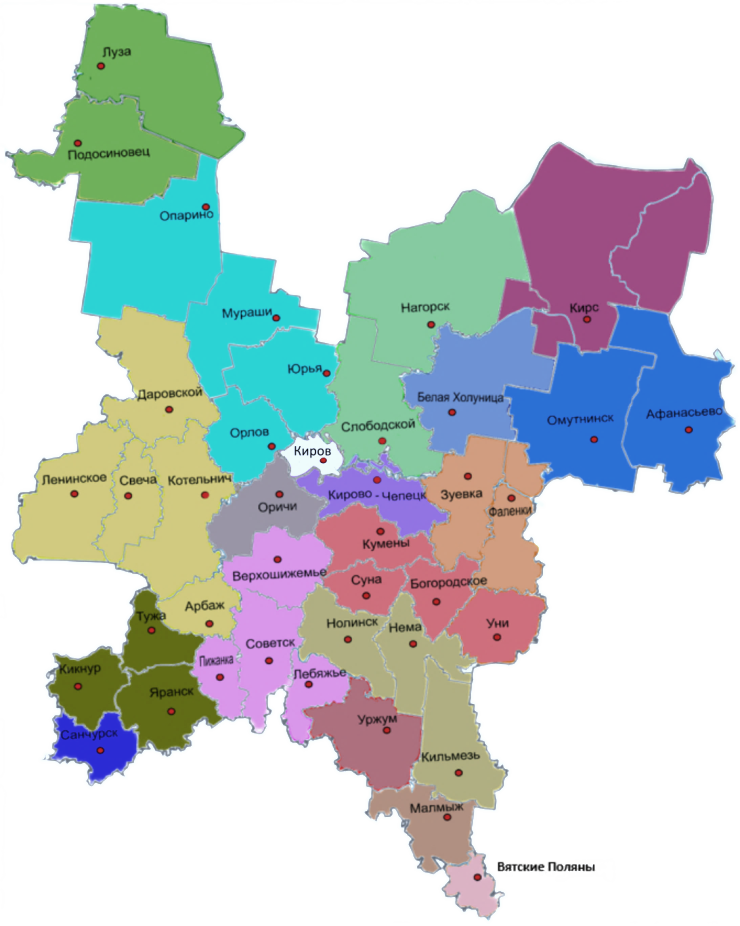 Луза
Подосиновец
Опарино
Мураши
Нагорск
Кирс
Юрья
Даровской
Белая Холуница
Афанасьево
Омутнинск
Слободской
Орлов
Киров
Ленинское
Свеча
Котельнич
Кирово - Чепецк
Зуевка
Оричи
Фаленки
Кумены
Верхошижемье
Суна
Богородское
Арбаж
Тужа
Нолинск
Нема
Уни
Советск
Пижанка
Кикнур
Лебяжье
Яранск
Уржум
Санчурск
Кильмезь
Малмыж
Вятские Поляны